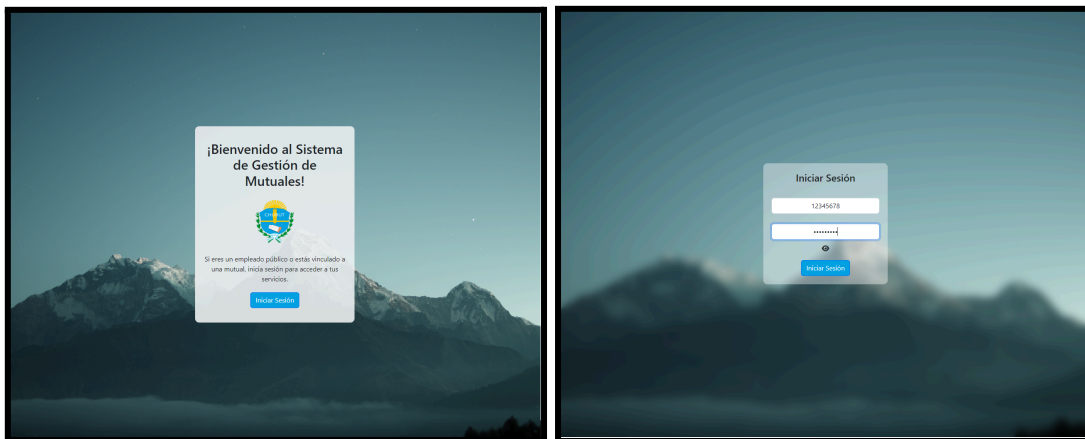 ¡Bienvenido al Sistema
de Gestión de
Mutuales!
CHUBUT
Si eres un empleado público o estás vinculado a
una mutual, inicia sesión para acceder a tus
servicios.
Iniciar Sesión
Iniciar Sesión
12345678
•••••••••
Iniciar Sesión